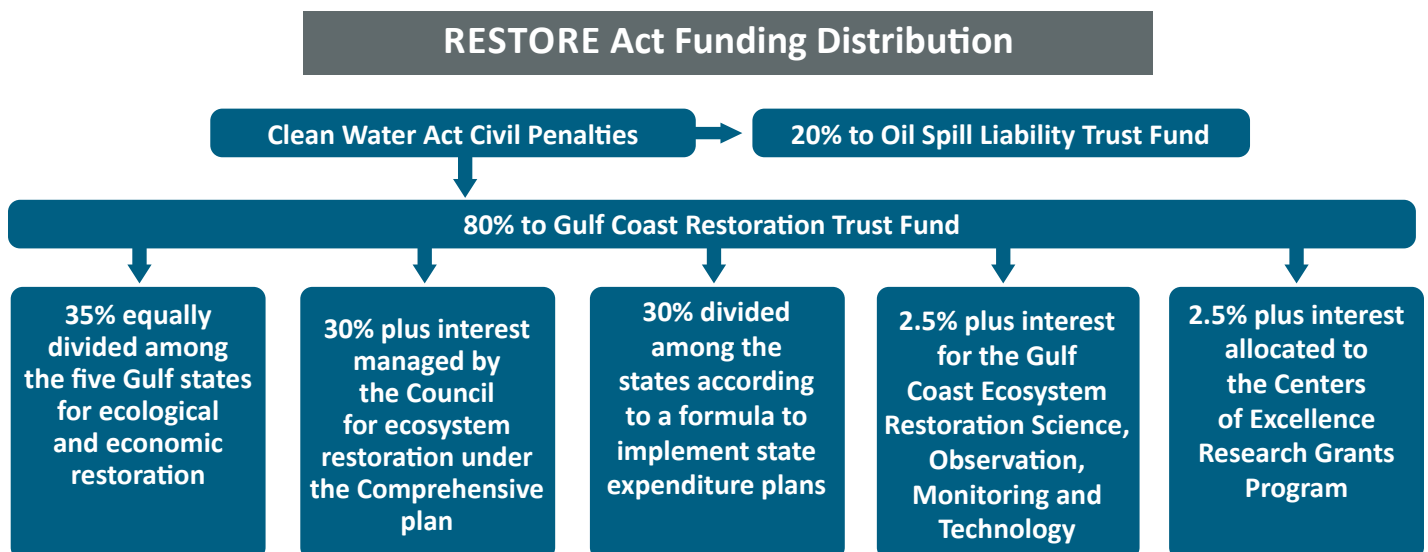 RESTORE Act Funding Distribution
Clean Water Act Civil Penalties
20% to Oil Spill Liability Trust Fund
80% to Gulf Coast Restoration Trust Fund
35% equally
divided among
the five Gulf states
for ecological
and economic
restoration
30% plus interest
managed by
the Council
for ecosystem
restoration under
the Comprehensive
plan
30% divided
among the
states according
to a formula to
implement state
expenditure plans
2.5% plus interest
for the Gulf
Coast Ecosystem
Restoration Science,
Observation,
Monitoring and
Technology
2.5% plus interest
allocated to
the Centers
of Excellence
Research Grants
Program